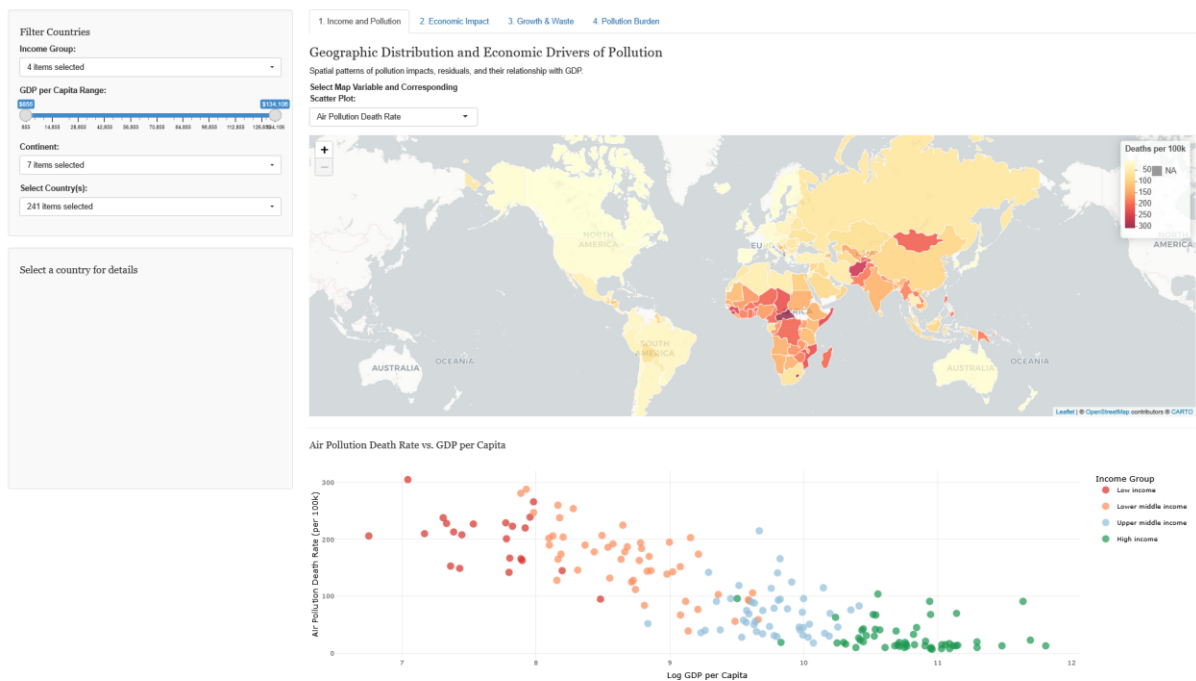 Filter Countries
Income Group:
4 items selected
GDP per Capita Range:
$855
$134,108
Continent:
7 items selected
Select Country(s):
241 items selected
Select a country for details
1. Income and Pollution
2. Economic Impact
3. Growth & Waste
4. Pollution Burden
Geographic Distribution and Economic Drivers of Pollution
Spatial patterns of pollution impacts, residuals, and their relationship with GDP.
Select Map Variable and Corresponding
Scatter Plot:
Air Pollution Death Rate
+
−
Deaths per 100k
50
NA
100
150
200
250
300
NORTH
AMERICA
EU
SOUTH
AMERICA
AUSTRALIA
OCEANIA
AUSTRALIA
OCEANIA
NORTH
AMERICA
Leaflet | © OpenStreetMap contributors © CARTO
Air Pollution Death Rate vs. GDP per Capita
Air Pollution Death Rate (per 100k)
300
200
100
0
7
8
9
10
11
12
Log GDP per Capita
Income Group
Low income
Lower middle income
Upper middle income
High income